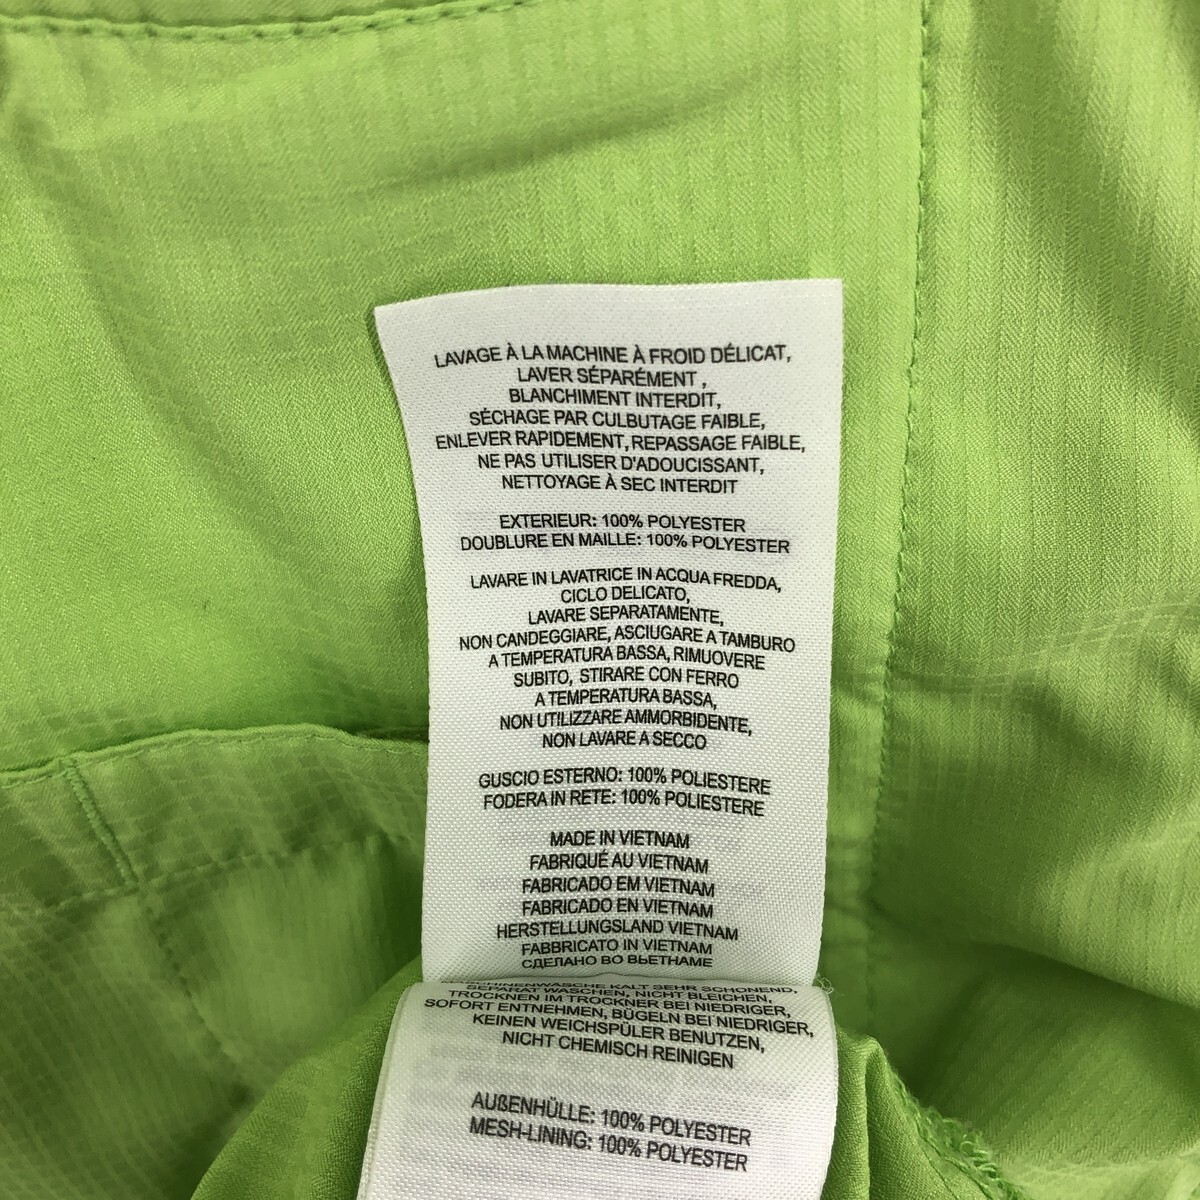 LAVAGE À LA MACHINE À FROID DÉLICAT,
LAVER SÉPARÉMENT ,
BLANCHIMENT INTERDIT,
SÉCHAGE PAR CULBUTAGE FAIBLE,
ENLEVER RAPIDEMENT, REPASSAGE FAIBLE,
NE PAS UTILISER D'ADOUCISSANT,
NETTOYAGE À SEC INTERDIT
EXTERIEUR: 100% POLYESTER
DOUBLURE EN MAILLE: 100% POLYESTER
LAVARE IN LAVATRICE IN ACQUA FREDDA,
CICLO DELICATO,
LAVARE SEPARATAMENTE,
NON CANDEGGIARE, ASCIUGARE A TAMBURO
A TEMPERATURA BASSA, RIMUOVERE
SUBITO, STIRARE CON FERRO
A TEMPERATURA BASSA,
NON UTILIZZARE AMMORBIDENTE,
NON LAVARE A SECCO
GUSCIO ESTERNO: 100% POLIESTERE
FODERA IN RETE: 100% POLIESTERE
MADE IN VIETNAM
FABRIQUÉ AU VIETNAM
FABRICADO EM VIETNAM
FABRICADO EN VIETNAM
HERSTELLUNGSLAND VIETNAM
FABBRICATO IN VIETNAM
СДЕЛАНО ВО ВЬЕТНАМЕ
MASCHINENWÄSCHE KALT SEHR SCHONEND,
SEPARAT WASCHEN, NICHT BLEICHEN,
TROCKNEN IM TROCKNER BEI NIEDRIGER,
SOFORT ENTNEHMEN, BÜGELN BEI NIEDRIGER,
KEINEN WEICHSPÜLER BENUTZEN,
NICHT CHEMISCH REINIGEN
AUßENHÜLLE: 100% POLYESTER
MESH-LINING: 100% POLYESTER